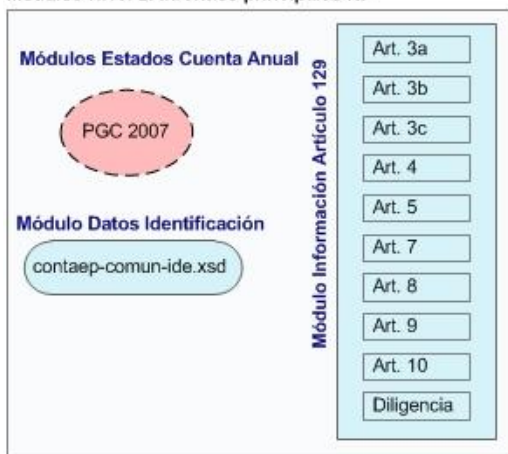 Módulos Estados Cuenta Anual
PGC 2007
Módulo Datos Identificación
contaep-comun-ide.xsd
Módulo Información Artículo 129
Art. 3a
Art. 3b
Art. 3c
Art. 4
Art. 5
Art. 7
Art. 8
Art. 9
Art. 10
Diligencia